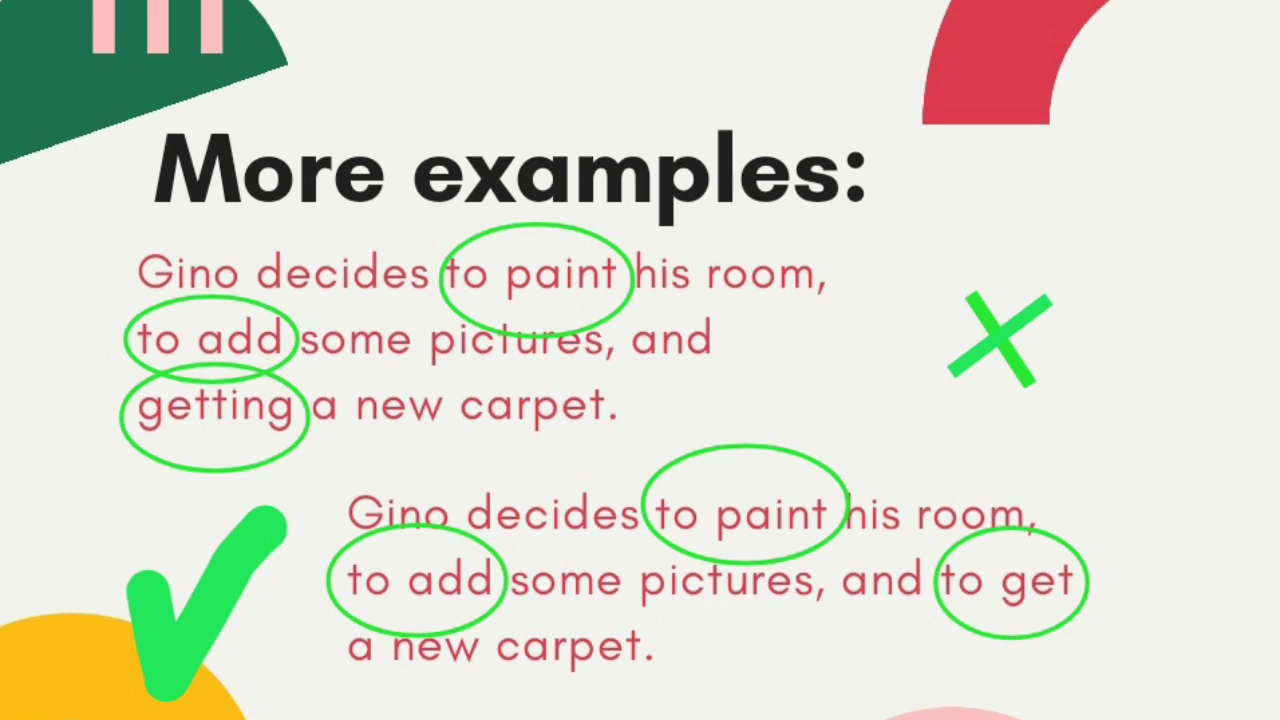 More examples:
Gino decides to paint his room,
to add some pictures, and
getting a new carpet.
Gino decides to paint his room,
to add some pictures, and to get
a new carpet.